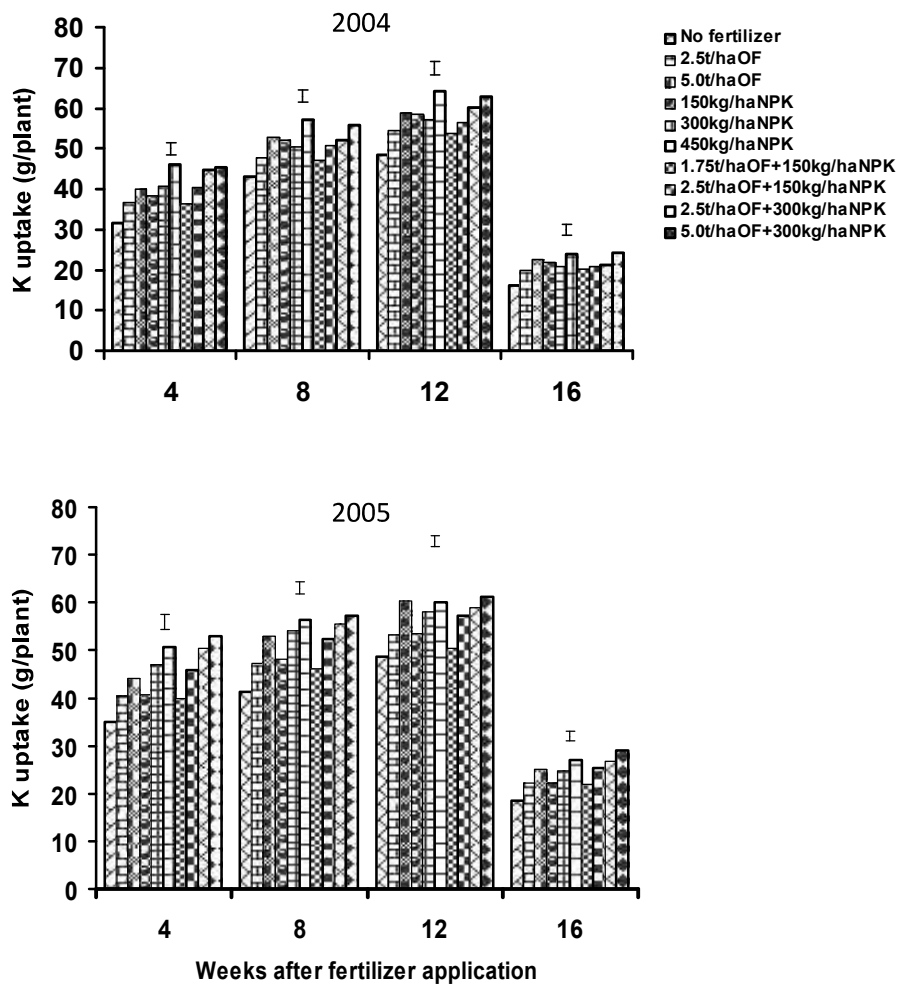 2004
80
70
60
50
40
30
20
10
0
K uptake (g/plant)
4 8 12 16
No fertilizer
2.5t/haOF
5.0t/haOF
150kg/haNPK
300kg/haNPK
450kg/haNPK
1.75t/haOF+150kg/haNPK
2.5t/haOF+150kg/haNPK
2.5t/haOF+300kg/haNPK
5.0t/haOF+300kg/haNPK
2005
80
70
60
50
40
30
20
10
0
K uptake (g/plant)
4 8 12 16
Weeks after fertilizer application